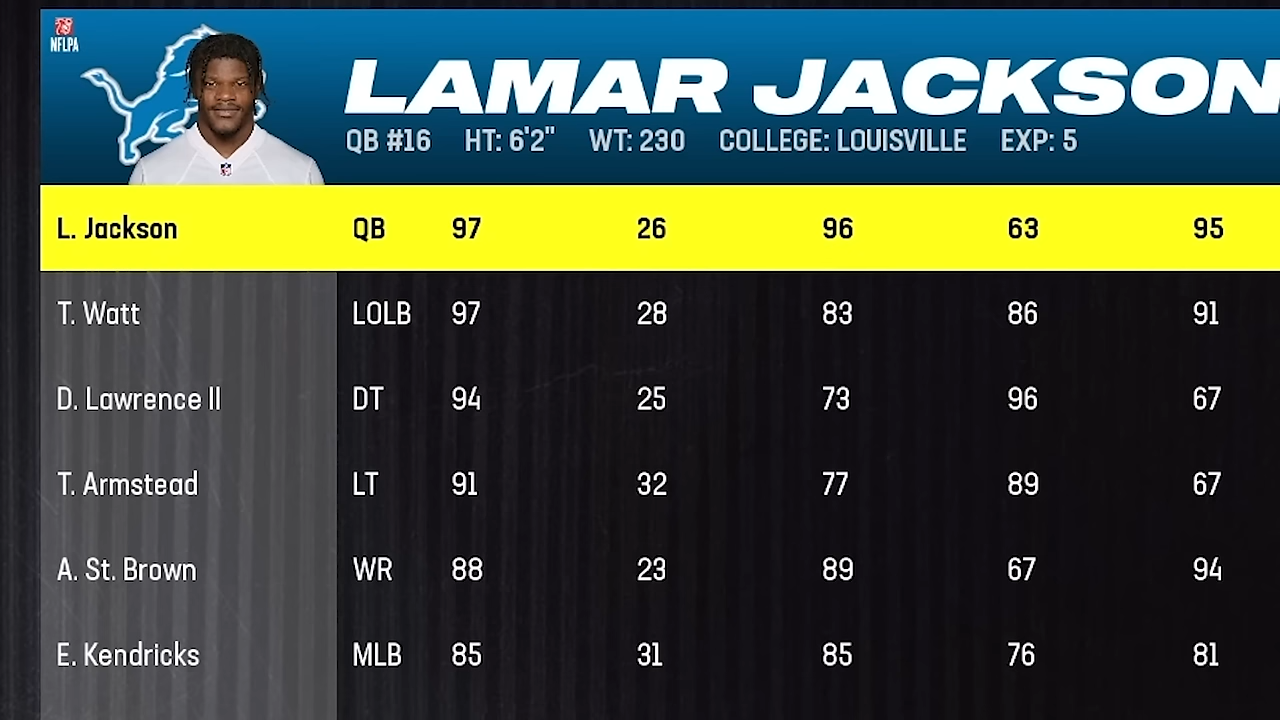 NFLPA
LAMAR JACKSON
QB #16 HT: 6'2" WT: 230 COLLEGE: LOUISVILLE EXP: 5
L. Jackson QB 97 26 96 63 95
T. Watt LOLB 97 28 83 86 91
D. Lawrence II DT 94 25 73 96 67
T. Armstead LT 91 32 77 89 67
A. St. Brown WR 88 23 89 67 94
E. Kendricks MLB 85 31 85 76 81